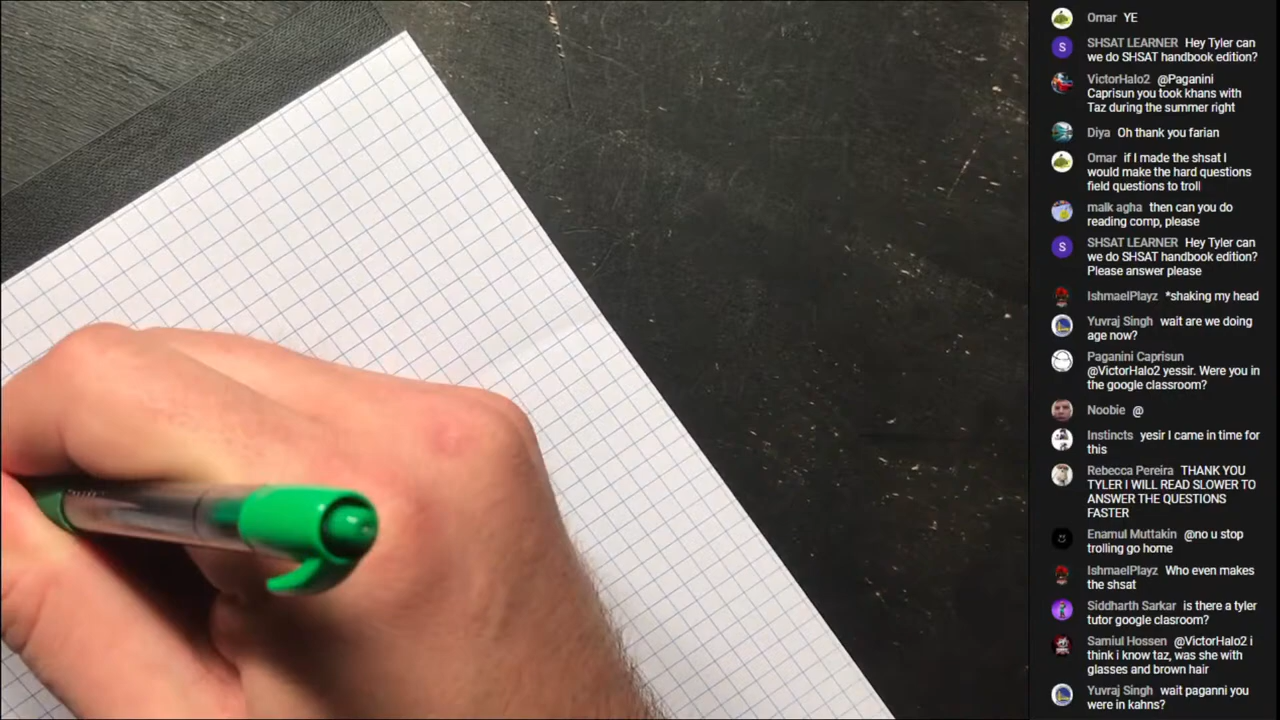 Omar YE
SHSAT LEARNER Hey Tyler can
we do SHSAT handbook edition?
VictorHalo2 @Paganini
Caprisun you took khans with
Taz during the summer right
Diya Oh thank you farian
Omar if I made the shsat I
would make the hard questions
field questions to troll
malk agha then can you do
reading comp, please
SHSAT LEARNER Hey Tyler can
we do SHSAT handbook edition?
Please answer please
IshmaelPlayz *shaking my head
Yuvraj Singh wait are we doing
age now?
Paganini Caprisun
@VictorHalo2 yessir. Were you in
the google classroom?
Noobie @
Instincts yesir I came in time for
this
Rebecca Pereira THANK YOU
TYLER I WILL READ SLOWER TO
ANSWER THE QUESTIONS
FASTER
Enamul Muttakin @no u stop
trolling go home
IshmaelPlayz Who even makes
the shsat
Siddharth Sarkar is there a tyler
tutor google clasroom?
Samiul Hossen @VictorHalo2 i
think i know taz, was she with
glasses and brown hair
Yuvraj Singh wait paganni you
were in kahns?
S
S